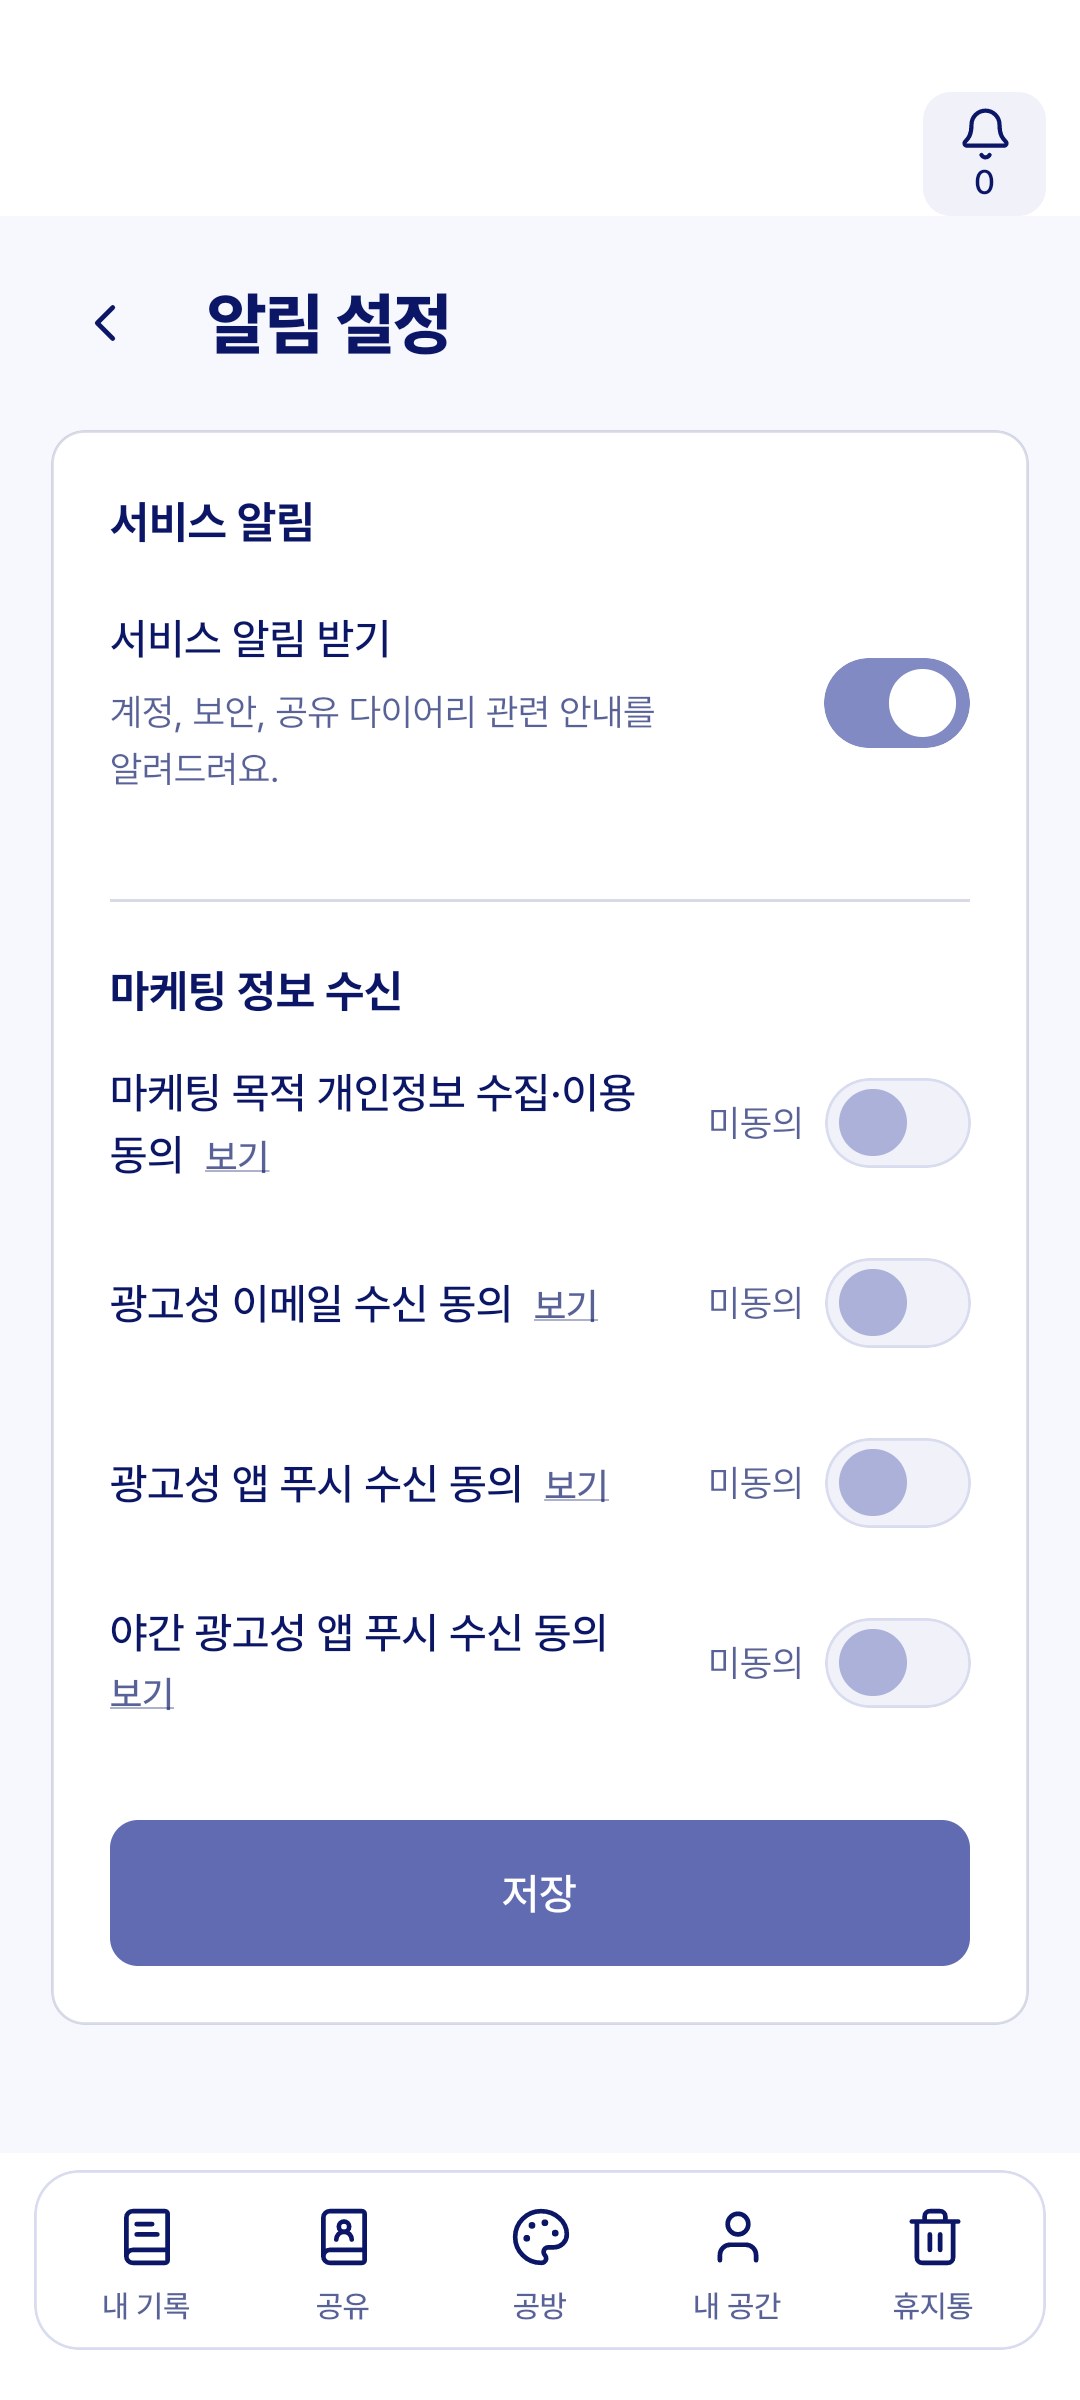 0
알림 설정
서비스 알림
서비스 알림 받기
계정, 보안, 공유 다이어리 관련 안내를
알려드려요.
마케팅 정보 수신
마케팅 목적 개인정보 수집·이용
동의 보기
미동의
광고성 이메일 수신 동의 보기
미동의
광고성 앱 푸시 수신 동의 보기
미동의
야간 광고성 앱 푸시 수신 동의
보기
미동의
저장
내 기록
공유
공방
내 공간
휴지통